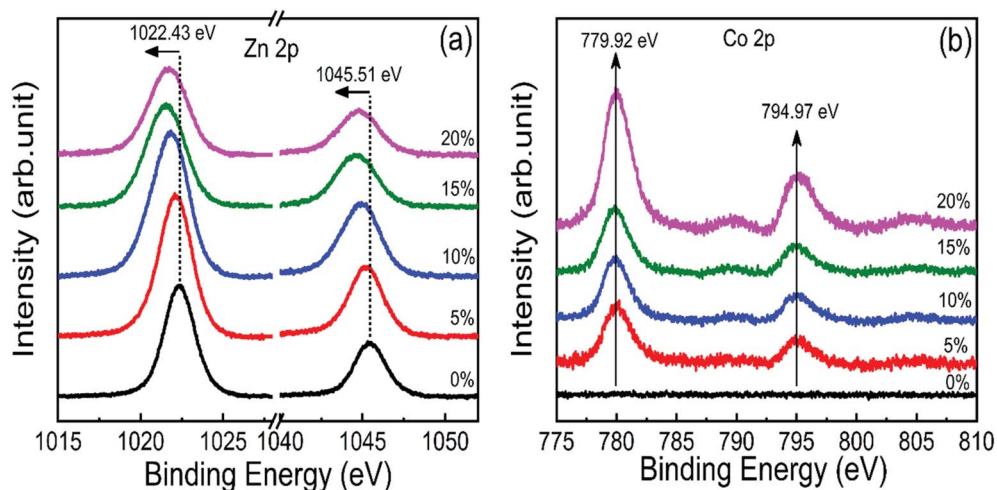 1022.43 eV
Zn 2p
(a)
1045.51 eV
20%
15%
10%
5%
0%
Intensity (arb.unit)
1015 1020 1025 1040 1045 1050
Binding Energy (eV)
779.92 eV
Co 2p
(b)
794.97 eV
20%
15%
10%
5%
0%
Intensity (arb.unit)
775 780 785 790 795 800 805 810
Binding Energy (eV)